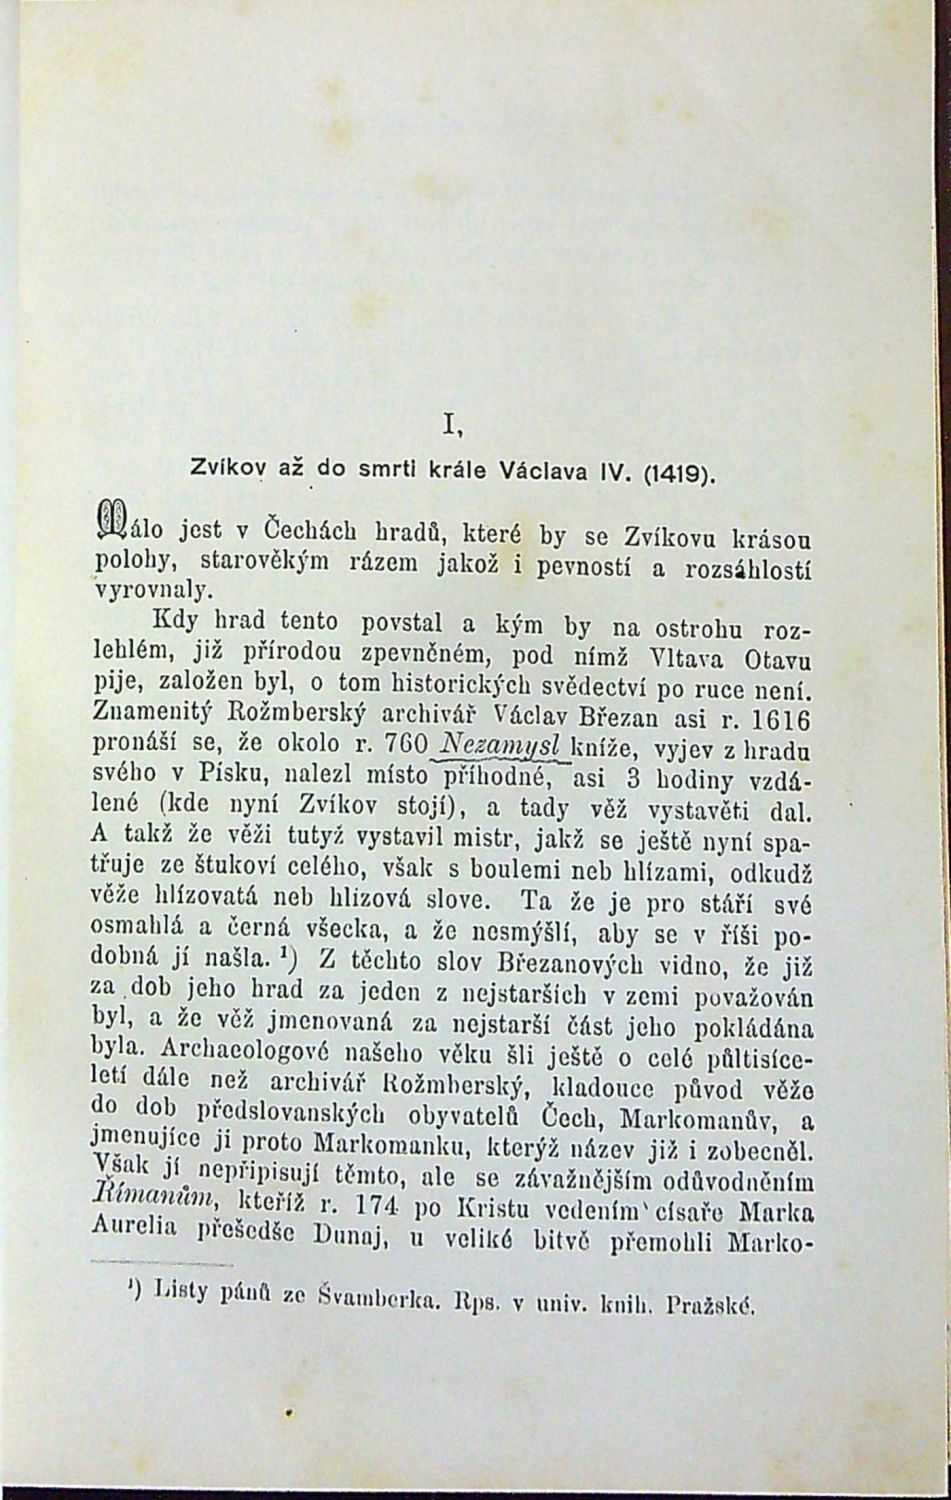 I,
Zvíkov až do smrti krále Václava IV. (1419).
Málo jest v Čechách hradů, které by se Zvíkovu krásou
polohy, starověkým rázem jakož i pevností a rozsáhlostí
vyrovnaly.
Kdy hrad tento povstal a kým by na ostrohu roz-
lehlém, již přírodou zpevněném, pod nímž Vltava Otavu
pije, založen byl, o tom historických svědectví po ruce není.
Znamenitý Rožmberský archivář Václav Březan asi r. 1616
pronáší se, že okolo r. 760 Nezamysl kníže, vyjev z hradu
svého v Písku, nalezl místo příhodné, asi 3 hodiny vzdá-
lené (kde nyní Zvíkov stojí), a tady věž vystavěti dal.
A takž že věži tutyž vystavil mistr, jakž se ještě nyní spa-
třuje ze štukoví celého, však s boulemi neb hlízami, odkudž
věže hlízovatá neb hlízová slove. Ta že je pro stáří své
osmahlá a černá všecka, a že nesmýšlí, aby se v říši po-
dobná jí našla. ¹) Z těchto slov Březanových vidno, že již
za dob jeho hrad za jeden z nejstarších v zemi považován
byl, a že věž jmenovaná za nejstarší část jeho pokládána
byla. Archaeologové našeho věku šli ještě o celé půltisíce-
letí dále než archivář Rožmberský, kladouce původ věže
do dob předslovanských obyvatelů Čech, Markomanův, a
jmenujíce ji proto Markomanku, kterýž název již i zobecněl.
Však jí nepřipisují těmto, ale se závažnějším odůvodněním
Římanům, kteříž r. 174 po Kristu vedením císaře Marka
Aurelia přešedše Dunaj, u veliké bitvě přemohli Marko-
¹) Listy pánů ze Švamberka. Rps. v univ. knih. Pražské.